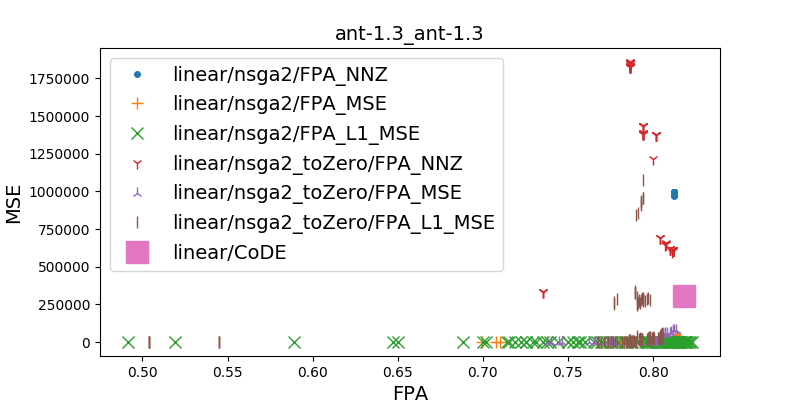 ant-1.3_ant-1.3
linear/nsga2/FPA_NNZ
linear/nsga2/FPA_MSE
linear/nsga2/FPA_L1_MSE
linear/nsga2_toZero/FPA_NNZ
linear/nsga2_toZero/FPA_MSE
linear/nsga2_toZero/FPA_L1_MSE
linear/CoDE
MSE
1750000
1500000
1250000
1000000
750000
500000
250000
0
0.50 0.55 0.60 0.65 0.70 0.75 0.80
FPA